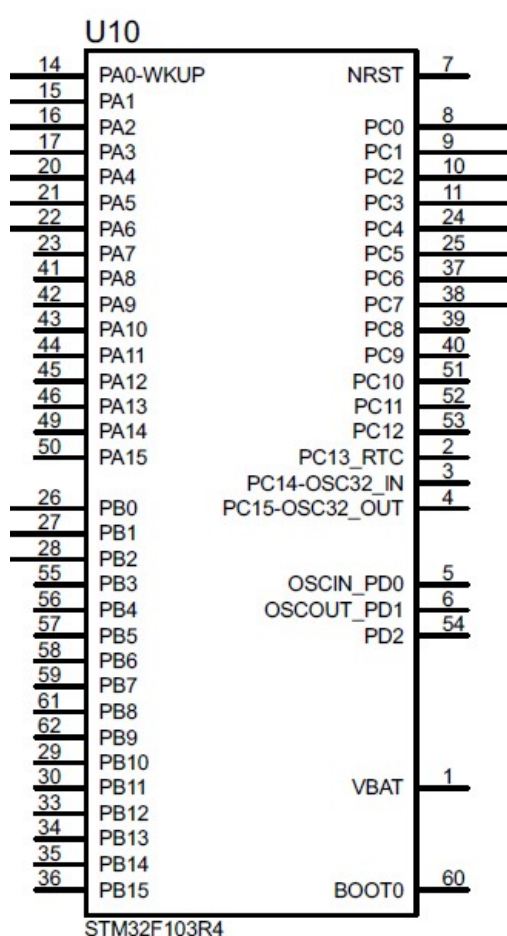 U10
14 PA0-WKUP NRST 7
15 PA1
16 PA2 PC0 8
17 PA3 PC1 9
20 PA4 PC2 10
21 PA5 PC3 11
22 PA6 PC4 24
23 PA7 PC5 25
41 PA8 PC6 37
42 PA9 PC7 38
43 PA10 PC8 39
44 PA11 PC9 40
45 PA12 PC10 51
46 PA13 PC11 52
49 PA14 PC12 53
50 PA15 PC13_RTC 2
PC14-OSC32_IN 3
26 PB0 PC15-OSC32_OUT 4
27 PB1
28 PB2
55 PB3 OSCIN_PD0 5
56 PB4 OSCOUT_PD1 6
57 PB5 PD2 54
58 PB6
59 PB7
61 PB8
62 PB9
29 PB10
30 PB11 VBAT 1
33 PB12
34 PB13
35 PB14
36 PB15 BOOT0 60
STM32F103R4